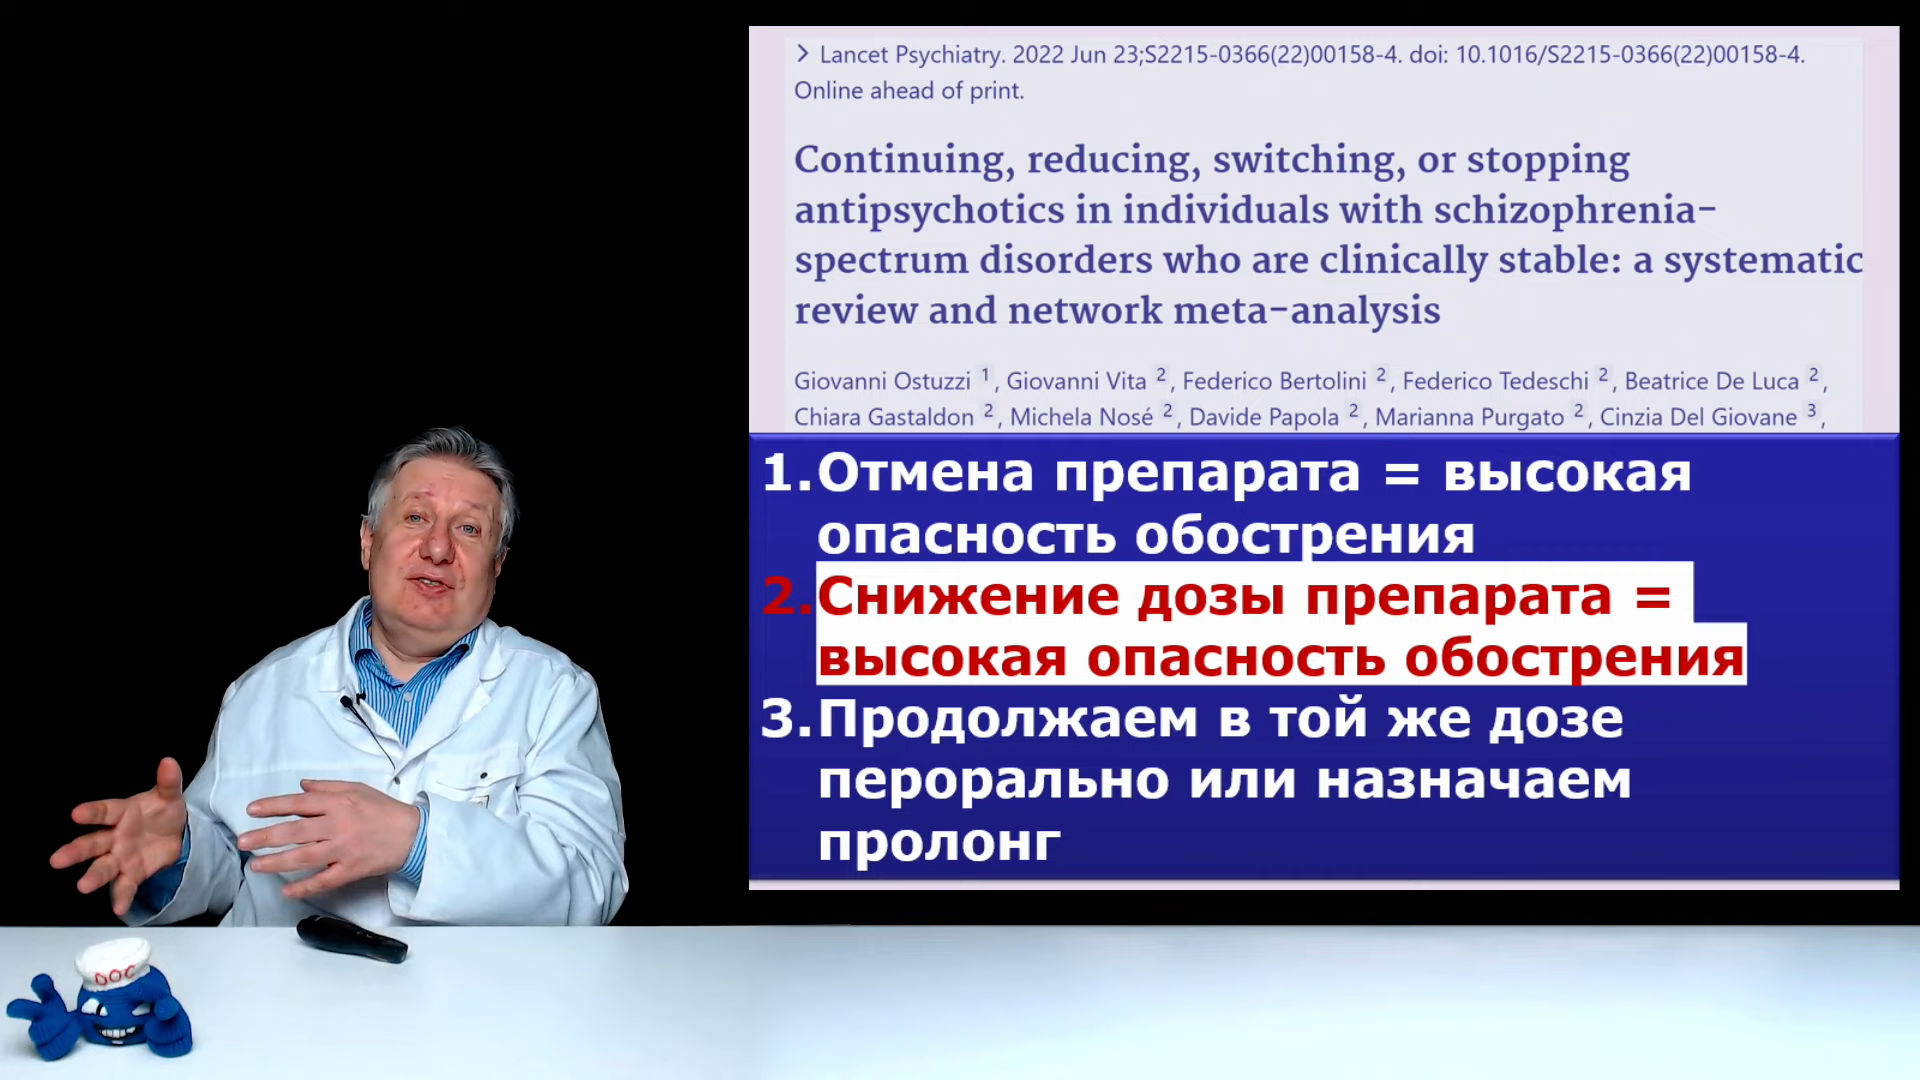 > Lancet Psychiatry. 2022 Jun 23;S2215-0366(22)00158-4. doi: 10.1016/S2215-0366(22)00158-4.
Online ahead of print.
Continuing, reducing, switching, or stopping
antipsychotics in individuals with schizophrenia-
spectrum disorders who are clinically stable: a systematic
review and network meta-analysis
Giovanni Ostuzzi 1, Giovanni Vita 2, Federico Bertolini 2, Federico Tedeschi 2, Beatrice De Luca 2,
Chiara Gastaldon 2, Michela Nosé 2, Davide Papola 2, Marianna Purgato 2, Cinzia Del Giovane 3,
1. Отмена препарата = высокая
опасность обострения
2. Снижение дозы препарата =
высокая опасность обострения
3. Продолжаем в той же дозе
перорально или назначаем
пролонг
DOC